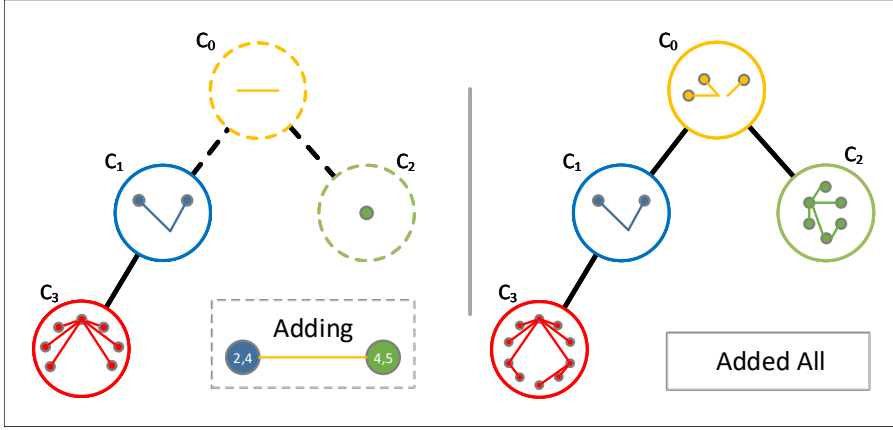 C₀
C₁
C₂
C₃
Adding
2,4
4,5
C₀
C₁
C₂
C₃
Added All